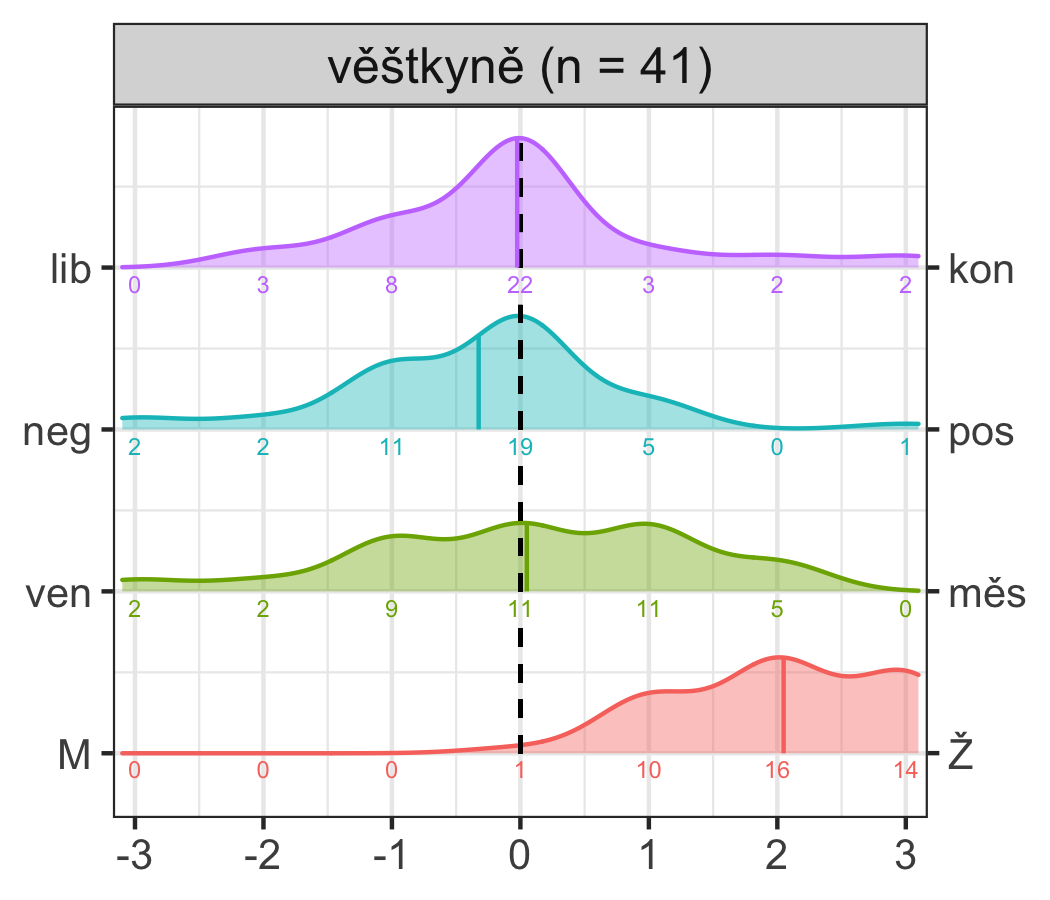 věštkyně (n = 41)
lib kon
0 3 8 22 3 2 2
neg pos
2 2 11 19 5 0 1
ven měs
2 2 9 11 11 5 0
M Ž
0 0 0 1 10 16 14
-3 -2 -1 0 1 2 3